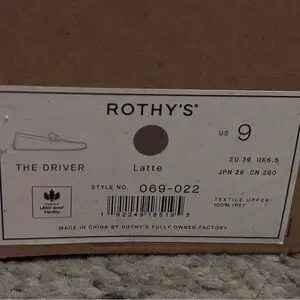 ROTHY'S®
US 9
EU 39 UK 6.5
THE DRIVER
Latte
JPN 26 CN 260
STYLE NO. 069-022
LEED Gold
Facility
TEXTILE UPPER:
100% rPET
MADE IN CHINA BY ROTHY'S FULLY OWNED FACTORY